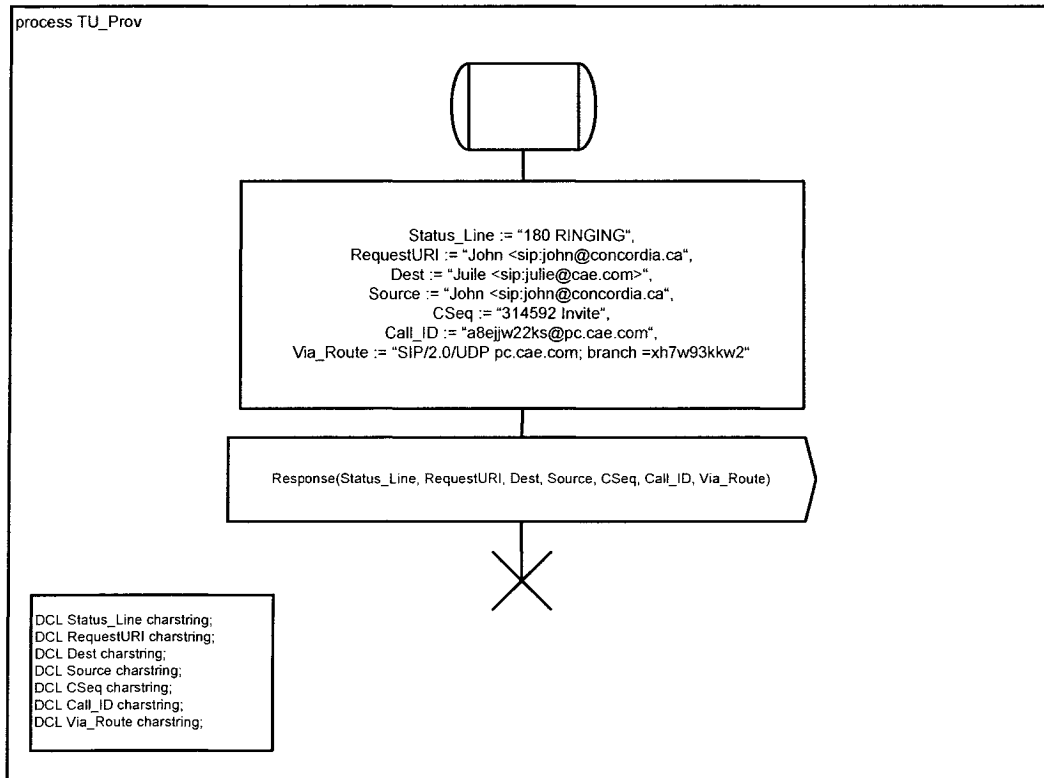 process TU_Prov
Status_Line := "180 RINGING",
RequestURI := "John <sip:john@concordia.ca",
Dest := "Juile <sip:julie@cae.com>",
Source := "John <sip:john@concordia.ca",
CSeq := "314592 Invite",
Call_ID := "a8ejjw22ks@pc.cae.com",
Via_Route := "SIP/2.0/UDP pc.cae.com; branch =xh7w93kkw2"
Response(Status_Line, RequestURI, Dest, Source, CSeq, Call_ID, Via_Route)
DCL Status_Line charstring;
DCL RequestURI charstring;
DCL Dest charstring;
DCL Source charstring;
DCL CSeq charstring;
DCL Call_ID charstring;
DCL Via_Route charstring;